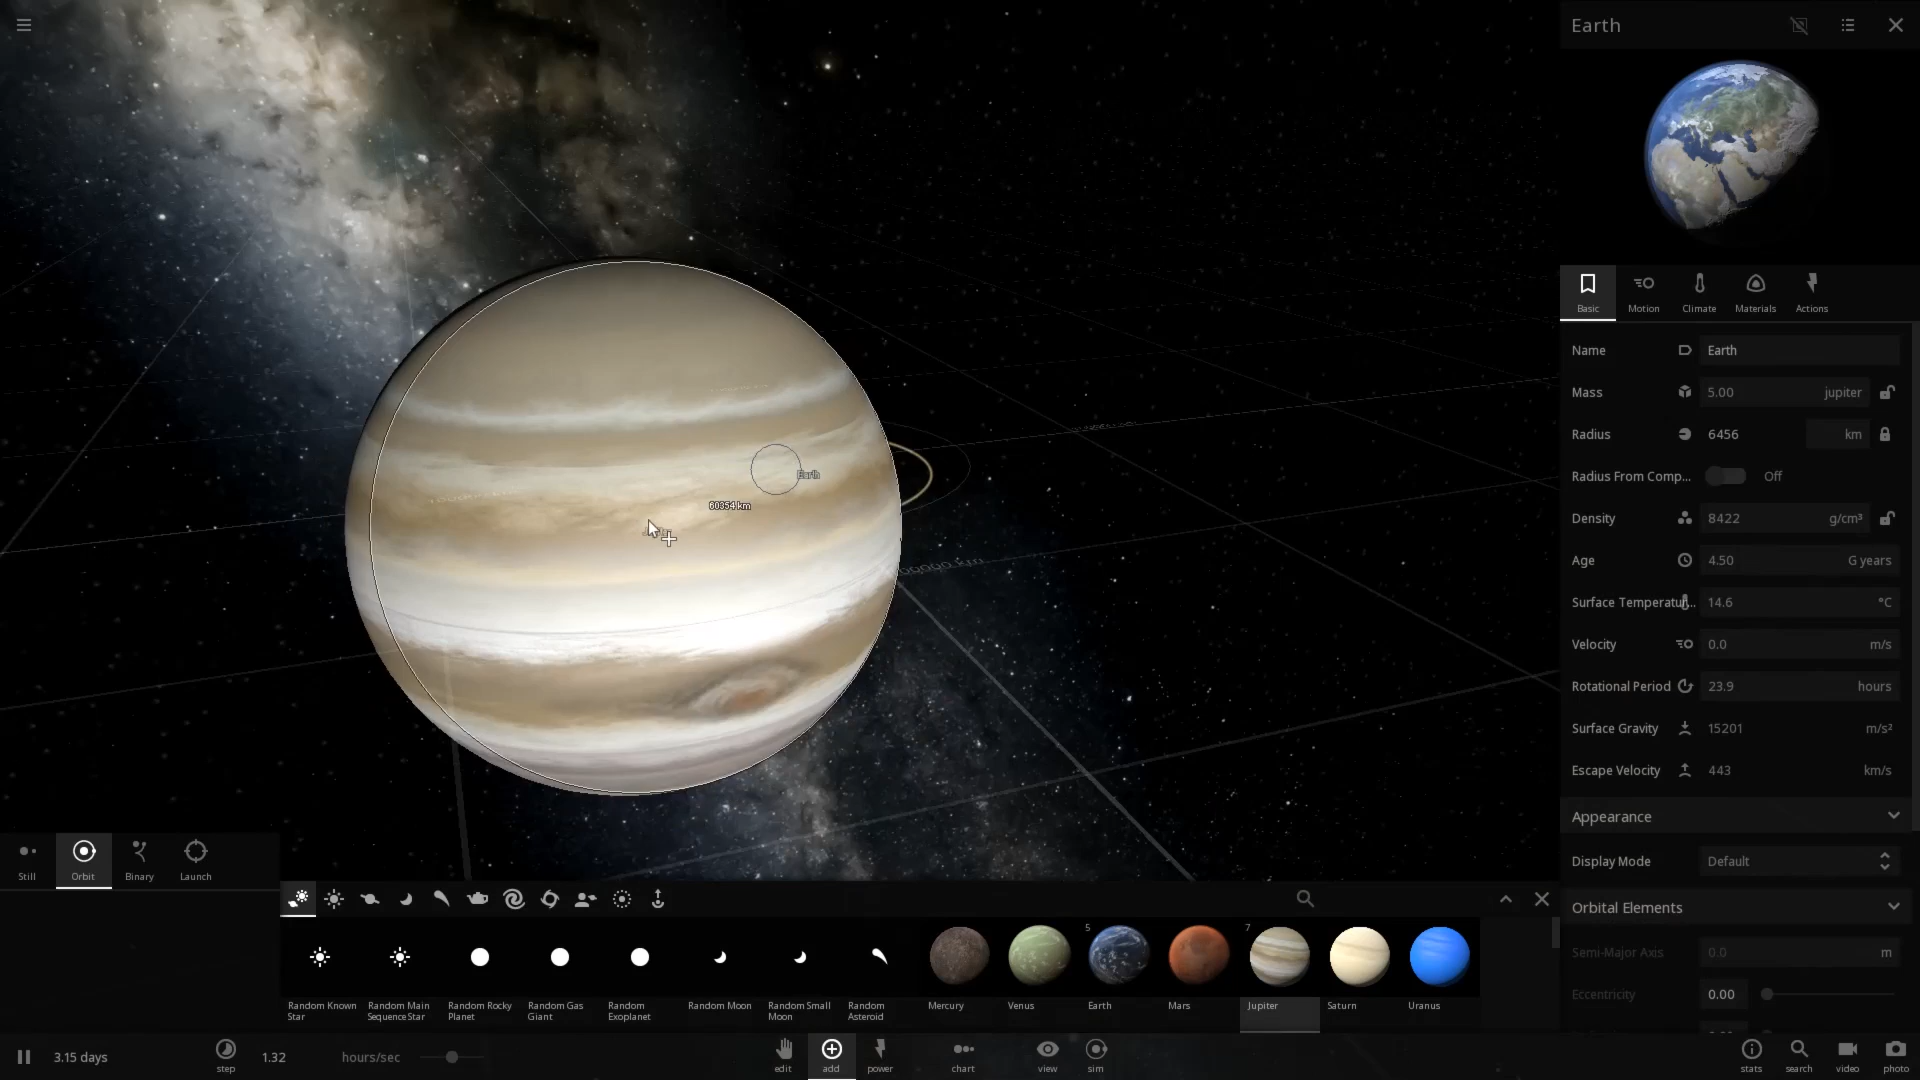 Earth
Basic
Motion
Climate
Materials
Actions
Name
Earth
Mass
5.00
jupiter
Radius
6456
km
Radius From Comp...
Off
Density
8422
g/cm³
Age
4.50
G years
Surface Temperatur...
14.6
°C
Velocity
0.0
m/s
Rotational Period
23.9
hours
Surface Gravity
15201
m/s²
Escape Velocity
443
km/s
Appearance
Display Mode
Default
Orbital Elements
Semi-Major Axis
0.0
m
Eccentricity
0.00
Earth
60354 km
Still
Orbit
Binary
Launch
5
7
Random Known Star
Random Main Sequence Star
Random Rocky Planet
Random Gas Giant
Random Exoplanet
Random Moon
Random Small Moon
Random Asteroid
Mercury
Venus
Earth
Mars
Jupiter
Saturn
Uranus
3.15 days
step
1.32
hours/sec
edit
add
power
chart
view
sim
stats
search
video
photo